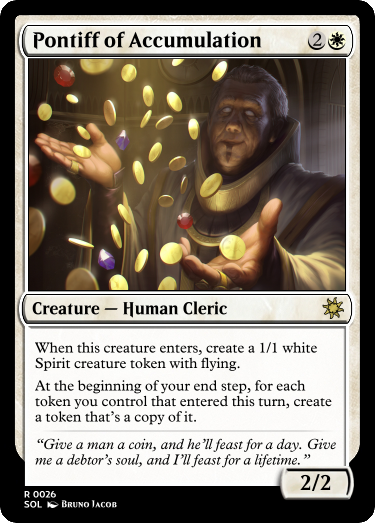 Pontiff of Accumulation 2
Creature — Human Cleric
When this creature enters, create a 1/1 white
Spirit creature token with flying.
At the beginning of your end step, for each
token you control that entered this turn, create
a token that's a copy of it.
“Give a man a coin, and he'll feast for a day. Give
me a debtor's soul, and I'll feast for a lifetime.”
2/2
R 0026
SOL Bruno Jacob